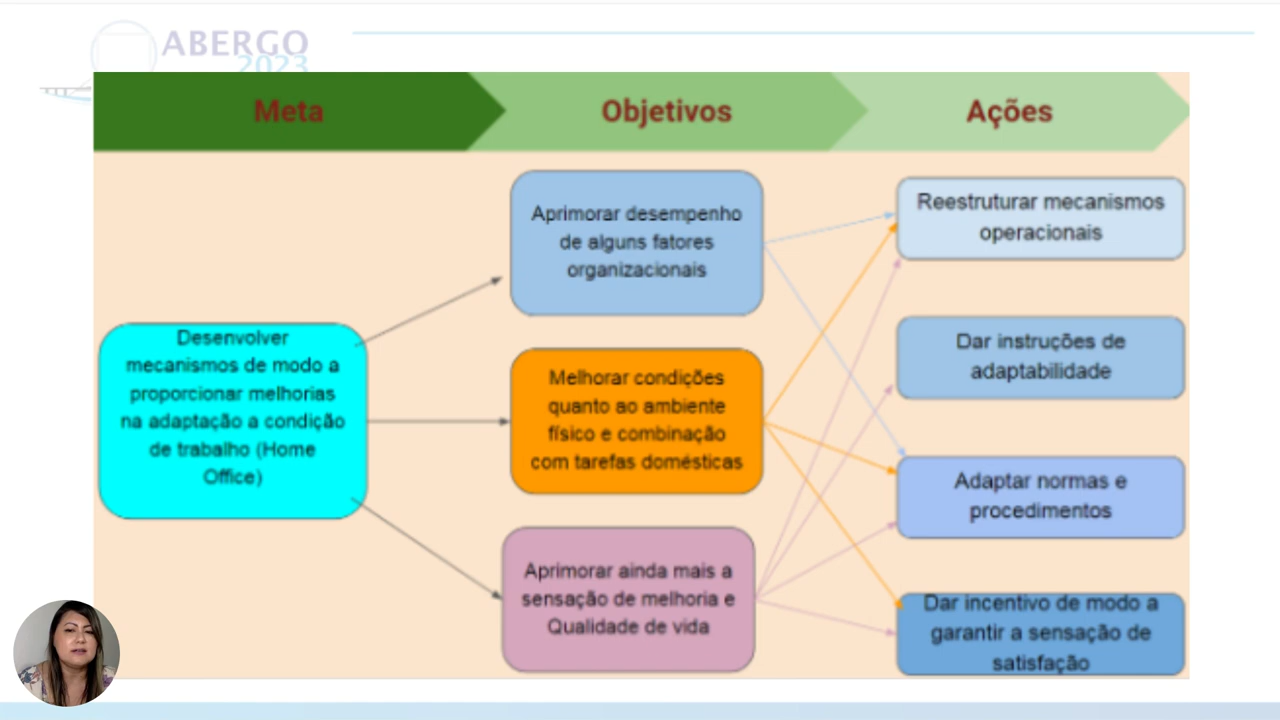 ABERGO
2023
Meta
Objetivos
Ações
Desenvolver
mecanismos de modo a
proporcionar melhorias
na adaptação a condição
de trabalho (Home
Office)
Aprimorar desempenho
de alguns fatores
organizacionais
Melhorar condições
quanto ao ambiente
físico e combinação
com tarefas domésticas
Aprimorar ainda mais a
sensação de melhoria e
Qualidade de vida
Reestruturar mecanismos
operacionais
Dar instruções de
adaptabilidade
Adaptar normas e
procedimentos
Dar incentivo de modo a
garantir a sensação de
satisfação